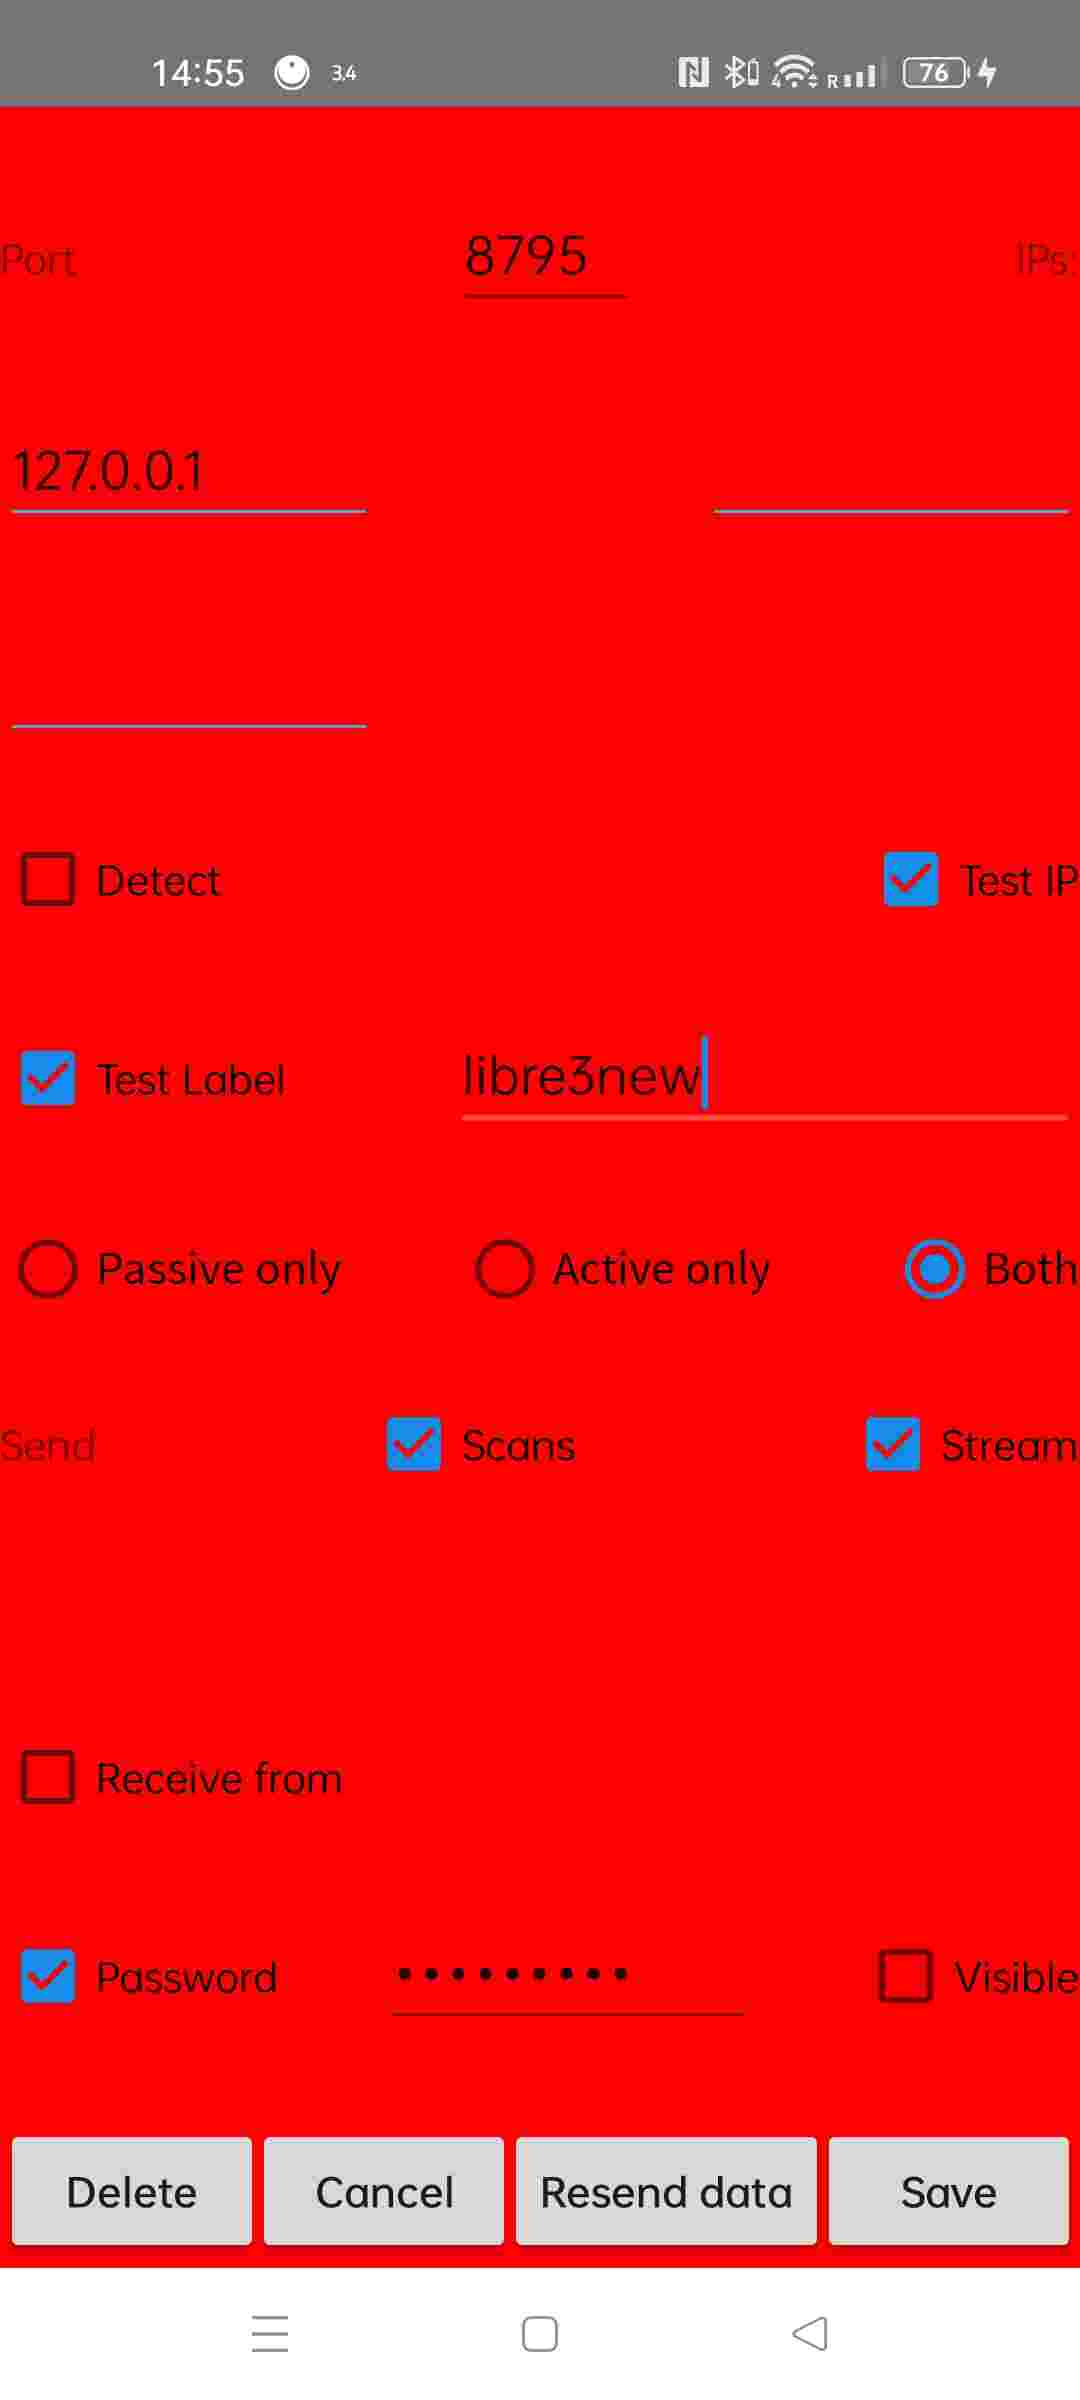 14:55 3.4 4 R 76
Port 8795 IPs:
127.0.0.1
Detect Test IP
Test Label libre3new
Passive only Active only Both
Send Scans Stream
Receive from
Password ••••••••• Visible
Delete Cancel Resend data Save